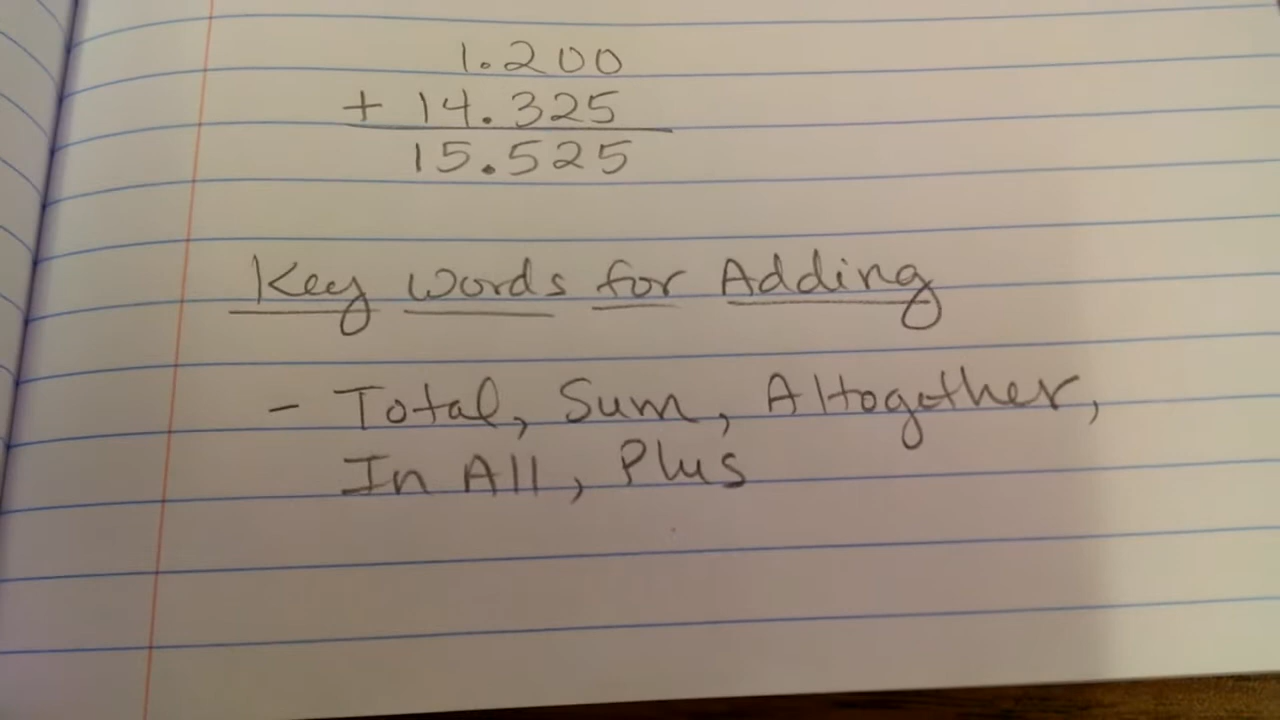 1.200
+ 14.325
15.525
Key Words for Adding
- Total, Sum, Altogether,
In All, Plus